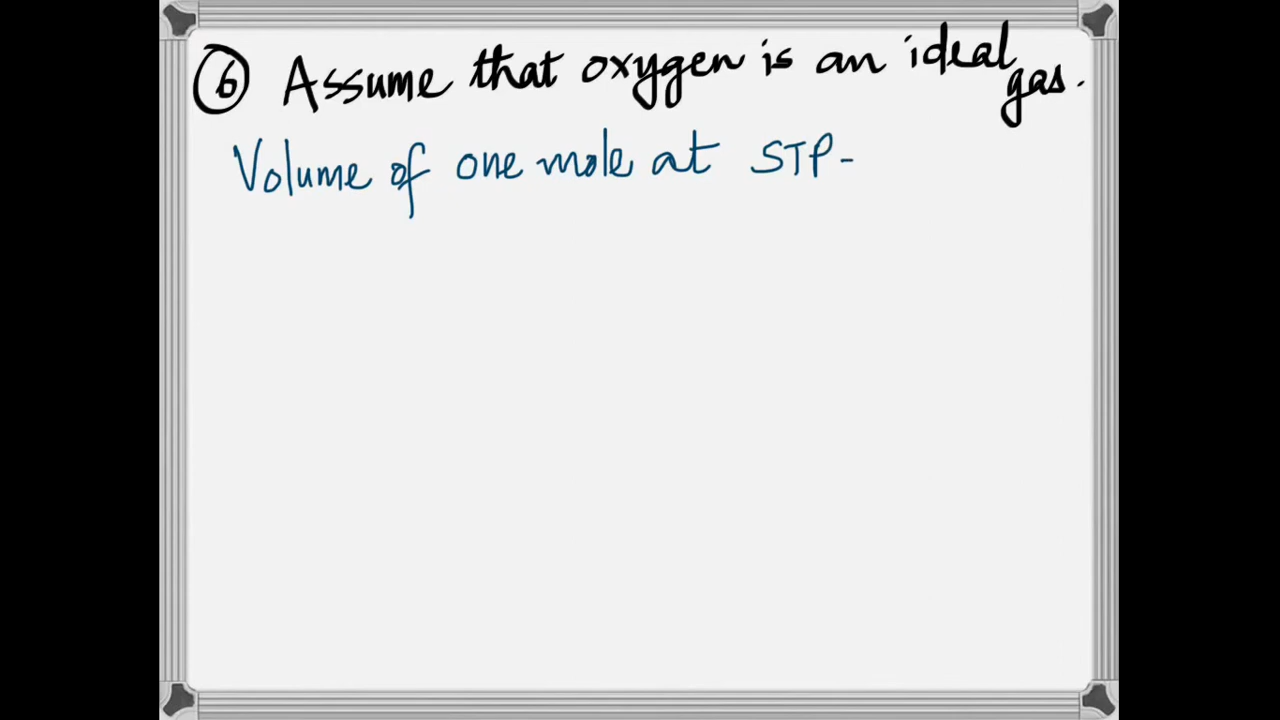 ⑥ Assume that oxygen is an ideal gas.
Volume of one mole at STP-